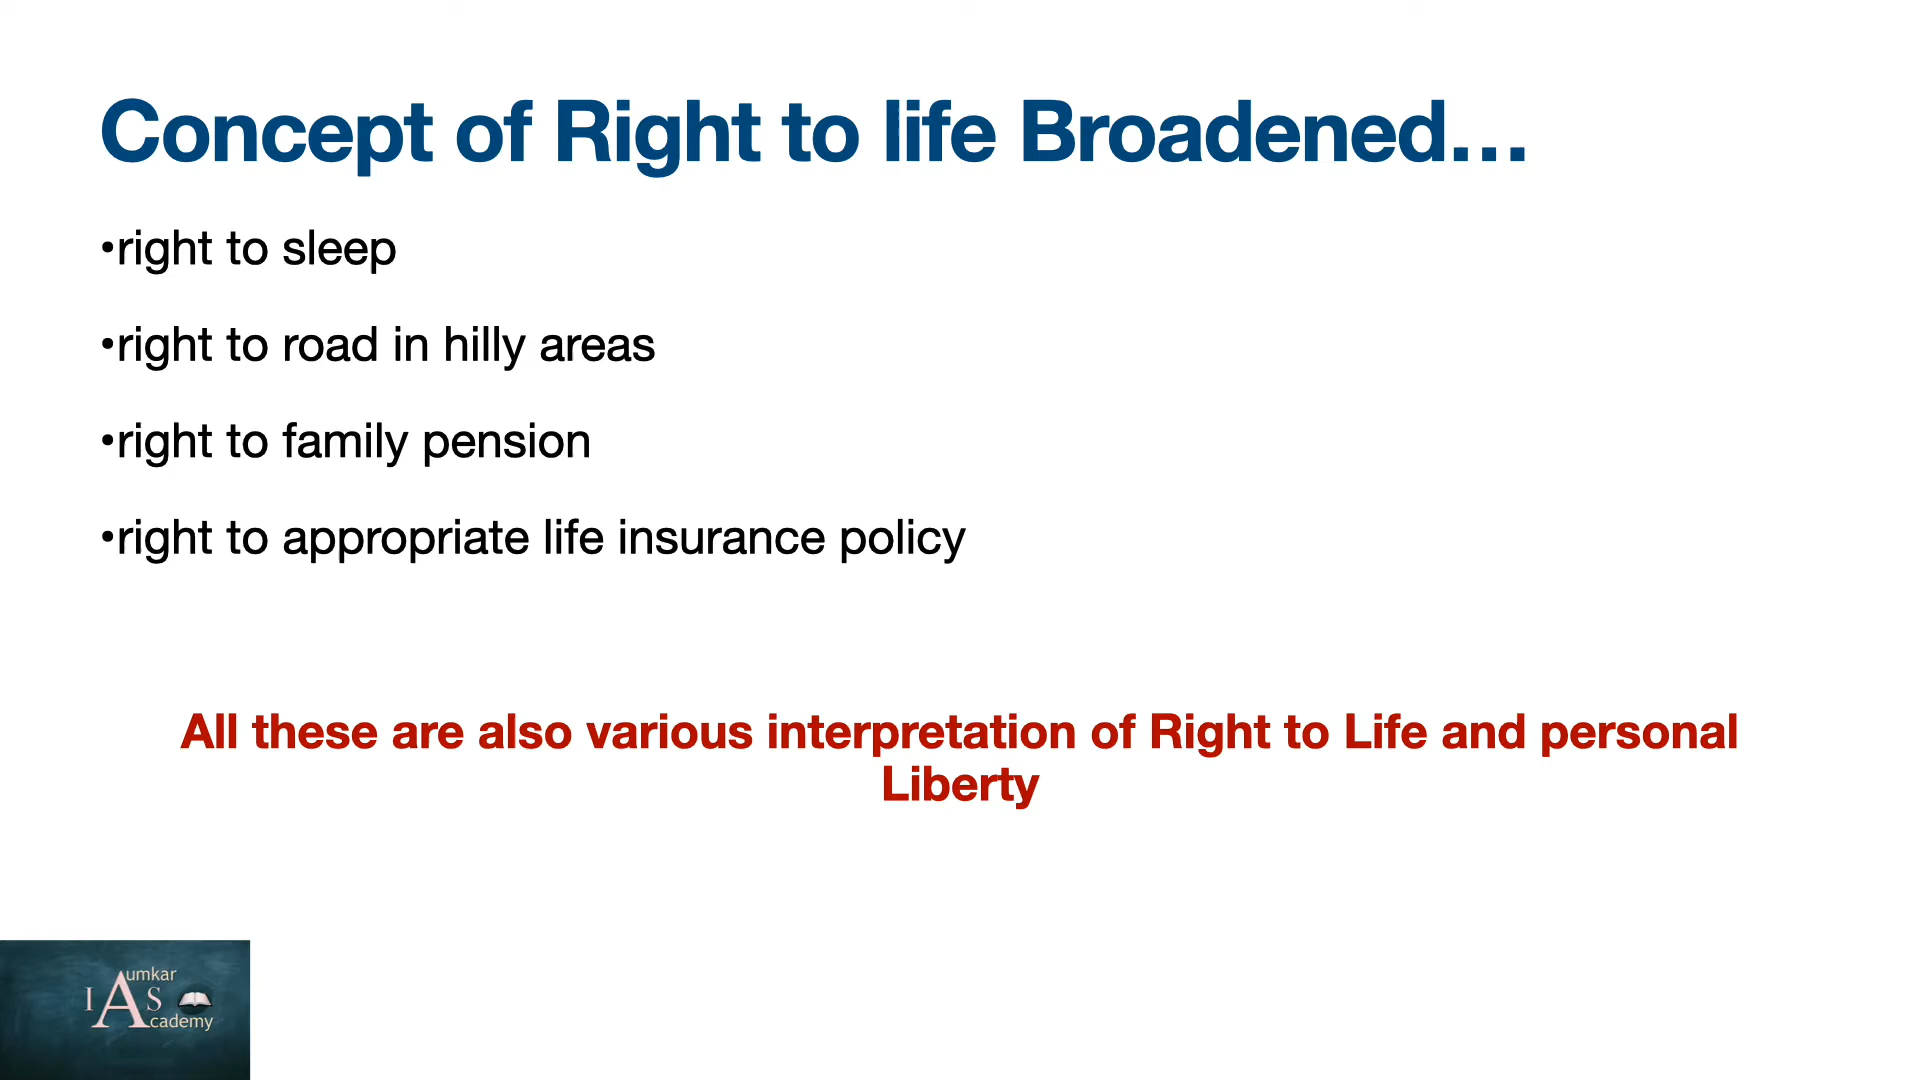 Concept of Right to life Broadened…
•right to sleep
•right to road in hilly areas
•right to family pension
•right to appropriate life insurance policy
All these are also various interpretation of Right to Life and personal
Liberty
Aumkar
IAS
Academy